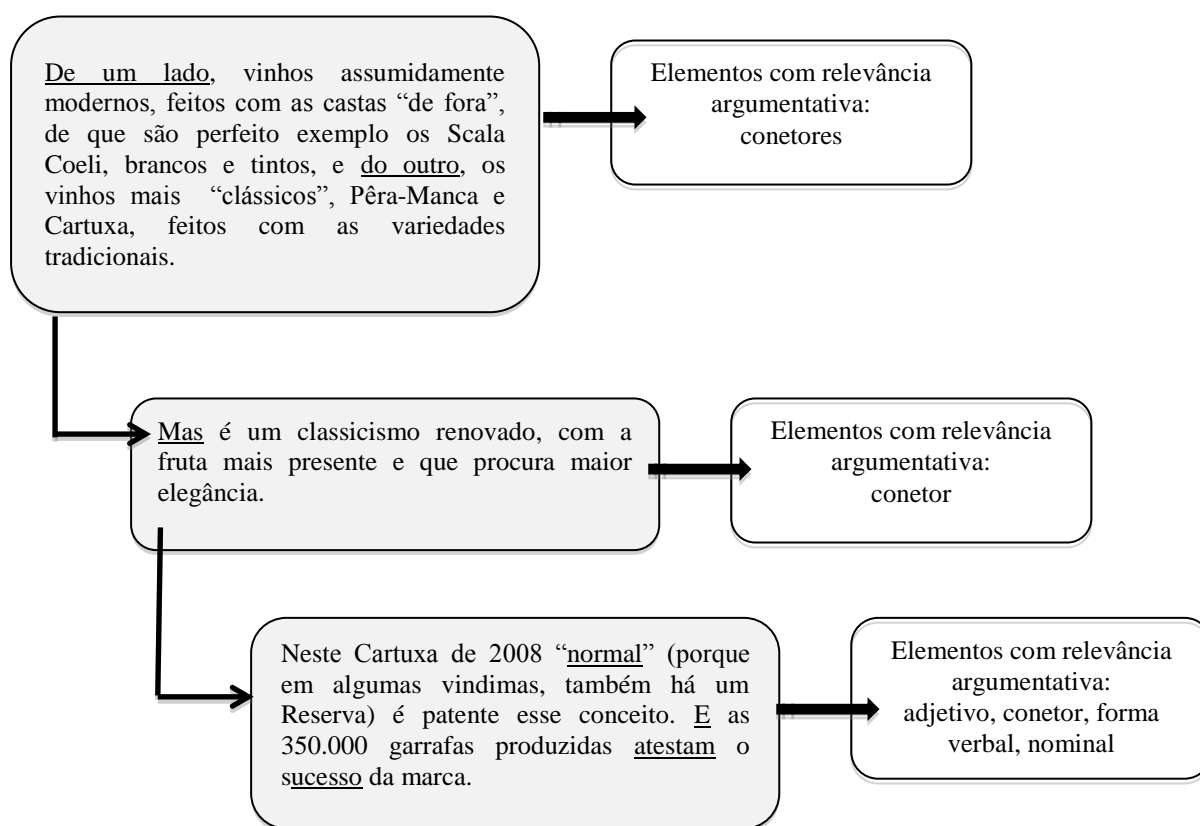 De um lado, vinhos assumidamente
modernos, feitos com as castas “de fora”,
de que são perfeito exemplo os Scala
Coeli, brancos e tintos, e do outro, os
vinhos mais “clássicos”, Pêra-Manca e
Cartuxa, feitos com as variedades
tradicionais.
Elementos com relevância
argumentativa:
conetores
Mas é um classicismo renovado, com a
fruta mais presente e que procura maior
elegância.
Elementos com relevância
argumentativa:
conetor
Neste Cartuxa de 2008 “normal” (porque
em algumas vindimas, também há um
Reserva) é patente esse conceito. E as
350.000 garrafas produzidas atestam o
sucesso da marca.
Elementos com relevância
argumentativa:
adjetivo, conetor, forma
verbal, nominal